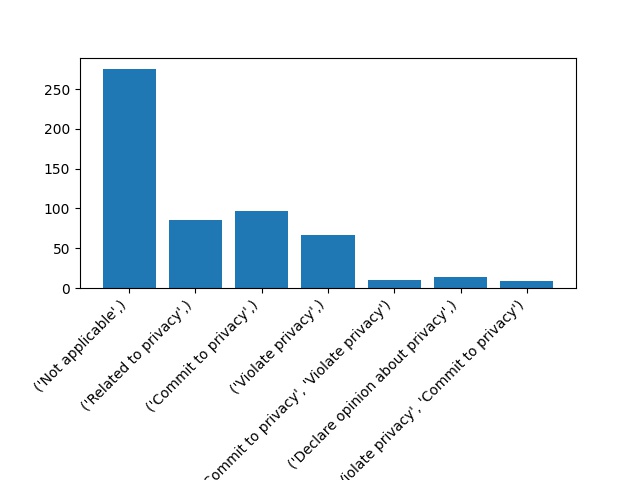 250
200
150
100
50
0
('Not applicable',)
('Related to privacy',)
('Commit to privacy',)
('Violate privacy',)
Commit to privacy', 'Violate privacy')
('Declare opinion about privacy',)
iolate privacy', 'Commit to privacy')